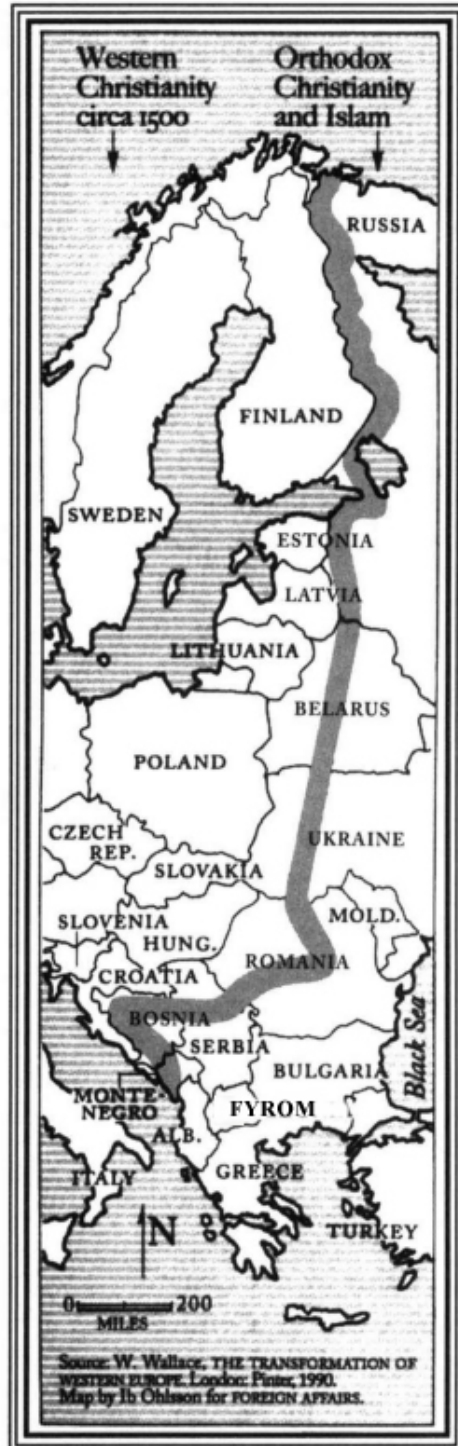 Western
Christianity
circa 1500
Orthodox
Christianity
and Islam
RUSSIA
FINLAND
SWEDEN
ESTONIA
LATVIA
LITHUANIA
BELARUS
POLAND
CZECH
REP.
UKRAINE
SLOVAKIA
MOLD.
SLOVENIA
HUNG.
ROMANIA
CROATIA
BOSNIA
SERBIA
BULGARIA
Black Sea
MONTE-
NEGRO
FYROM
ALB.
ITALY
GREECE
TURKEY
N
0 200
MILES
Source: W. Wallace, THE TRANSFORMATION OF
WESTERN EUROPE. London: Pinter, 1990.
Map by Ib Ohlsson for FOREIGN AFFAIRS.